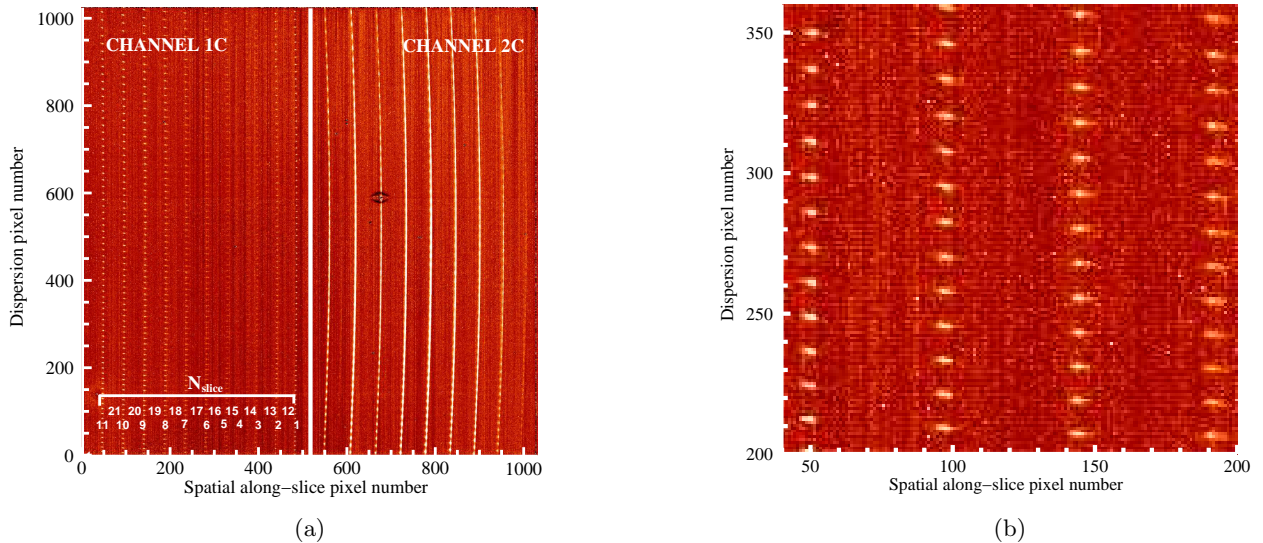 CHANNEL 1C
CHANNEL 2C
1000
800
600
400
200
0
Dispersion pixel number
N_slice
21 20 19 18 17 16 15 14 13 12
11 10 9 8 7 6 5 4 3 2 1
0 200 400 600 800 1000
Spatial along-slice pixel number
(a)
350
300
250
200
Dispersion pixel number
50 100 150 200
Spatial along-slice pixel number
(b)